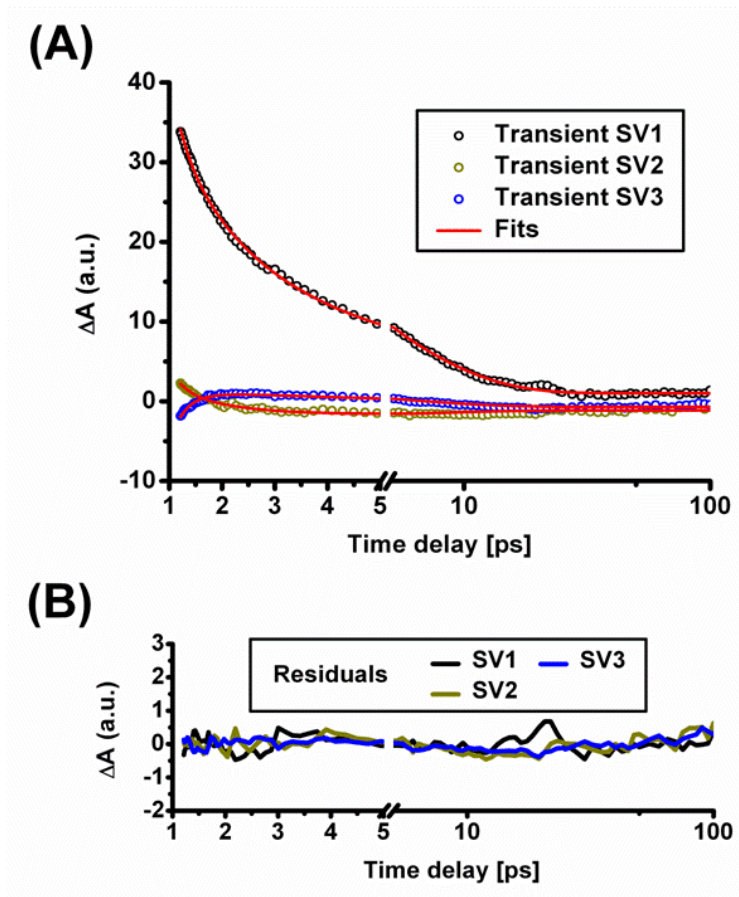 (A)
40
30
20
10
0
-10
ΔA (a.u.)
Transient SV1
Transient SV2
Transient SV3
Fits
1 2 3 4 5 10 100
Time delay [ps]
(B)
3
2
1
0
-1
-2
ΔA (a.u.)
Residuals
SV1 SV3
SV2
1 2 3 4 5 10 100
Time delay [ps]